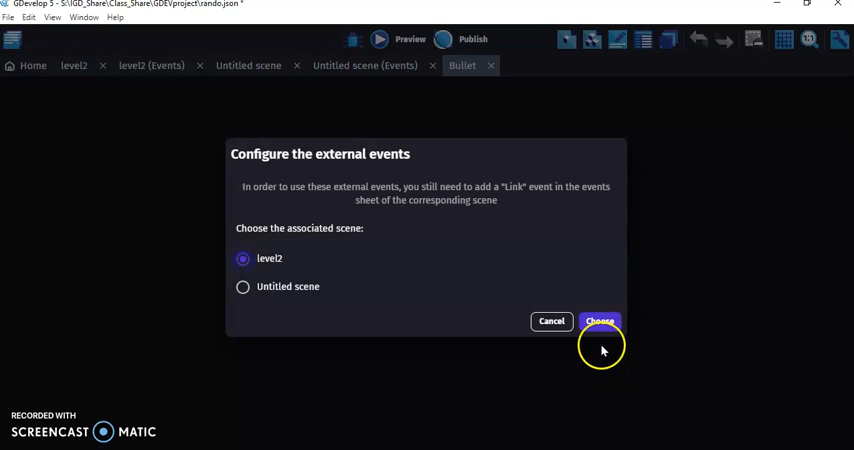 GDevelop 5 - S:\IGD_Share\Class_Share\GDEVproject\rando.json *
File Edit View Window Help
Preview Publish
Home level2 level2 (Events) Untitled scene Untitled scene (Events) Bullet
Configure the external events
In order to use these external events, you still need to add a "Link" event in the events
sheet of the corresponding scene
Choose the associated scene:
level2
Untitled scene
Cancel Choose
RECORDED WITH
SCREENCAST MATIC